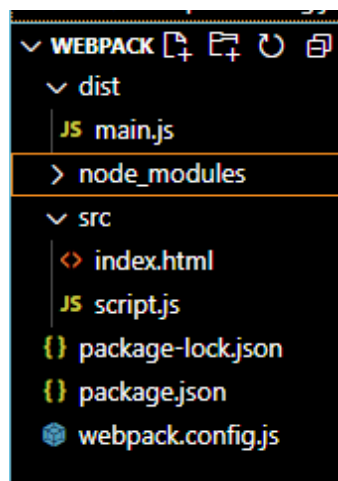 WEBPACK
dist
JS main.js
node_modules
src
<> index.html
JS script.js
{} package-lock.json
{} package.json
webpack.config.js